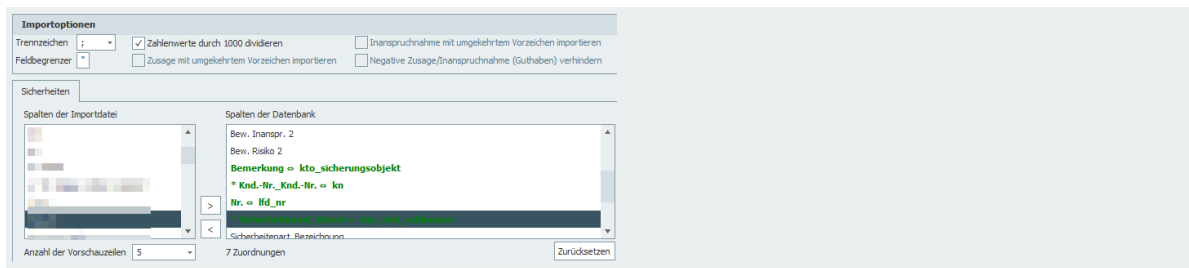 Importoptionen
Trennzeichen ; Zahlenwerte durch 1000 dividieren Inanspruchnahme mit umgekehrtem Vorzeichen importieren
Feldbegrenzer " Zusage mit umgekehrtem Vorzeichen importieren Negative Zusage/Inanspruchnahme (Guthaben) verhindern
Sicherheiten
Spalten der Importdatei Spalten der Datenbank
Bew. Inanspr. 2
Bew. Risiko 2
Bemerkung ⇔ kto_sicherungsobjekt
* Knd.-Nr._Knd.-Nr. ⇔ kn
>
Nr. ⇔ lfd_nr
<
Sicherheitenart_Bezeichnung
Anzahl der Vorschauzeilen 5 7 Zuordnungen Zurücksetzen